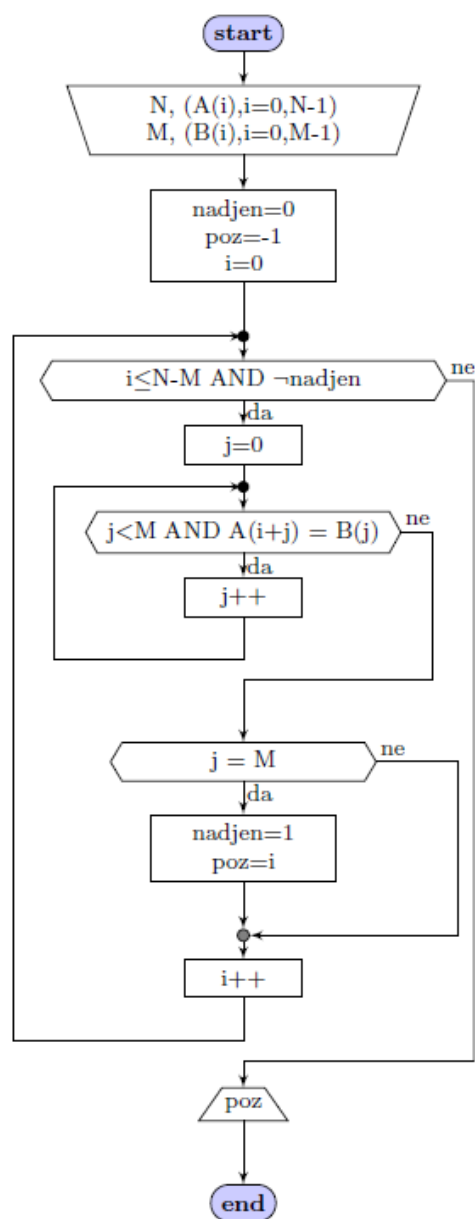 start
N, (A(i),i=0,N-1)
M, (B(i),i=0,M-1)
nadjen=0
poz=-1
i=0
i≤N-M AND ¬nadjen
ne
da
j=0
j<M AND A(i+j) = B(j)
ne
da
j++
j = M
ne
da
nadjen=1
poz=i
i++
poz
end